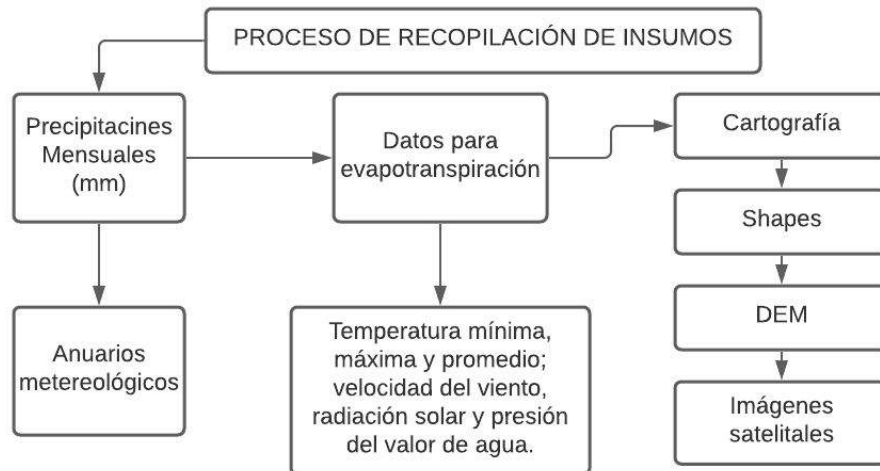 PROCESO DE RECOPILACIÓN DE INSUMOS
Precipitacines
Mensuales
(mm)
Datos para
evapotranspiración
Cartografía
Shapes
DEM
Imágenes
satelitales
Anuarios
metereológicos
Temperatura mínima,
máxima y promedio;
velocidad del viento,
radiación solar y presión
del valor de agua.